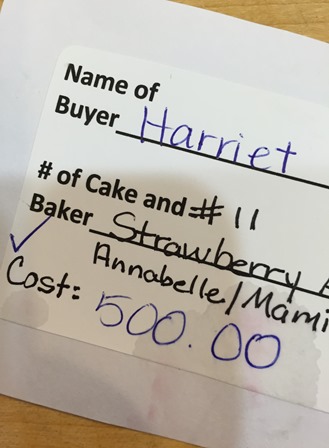 Name of
Buyer Harriet
# of Cake and # 11
Baker Strawberry
Annabelle/Mami
Cost: 500.00